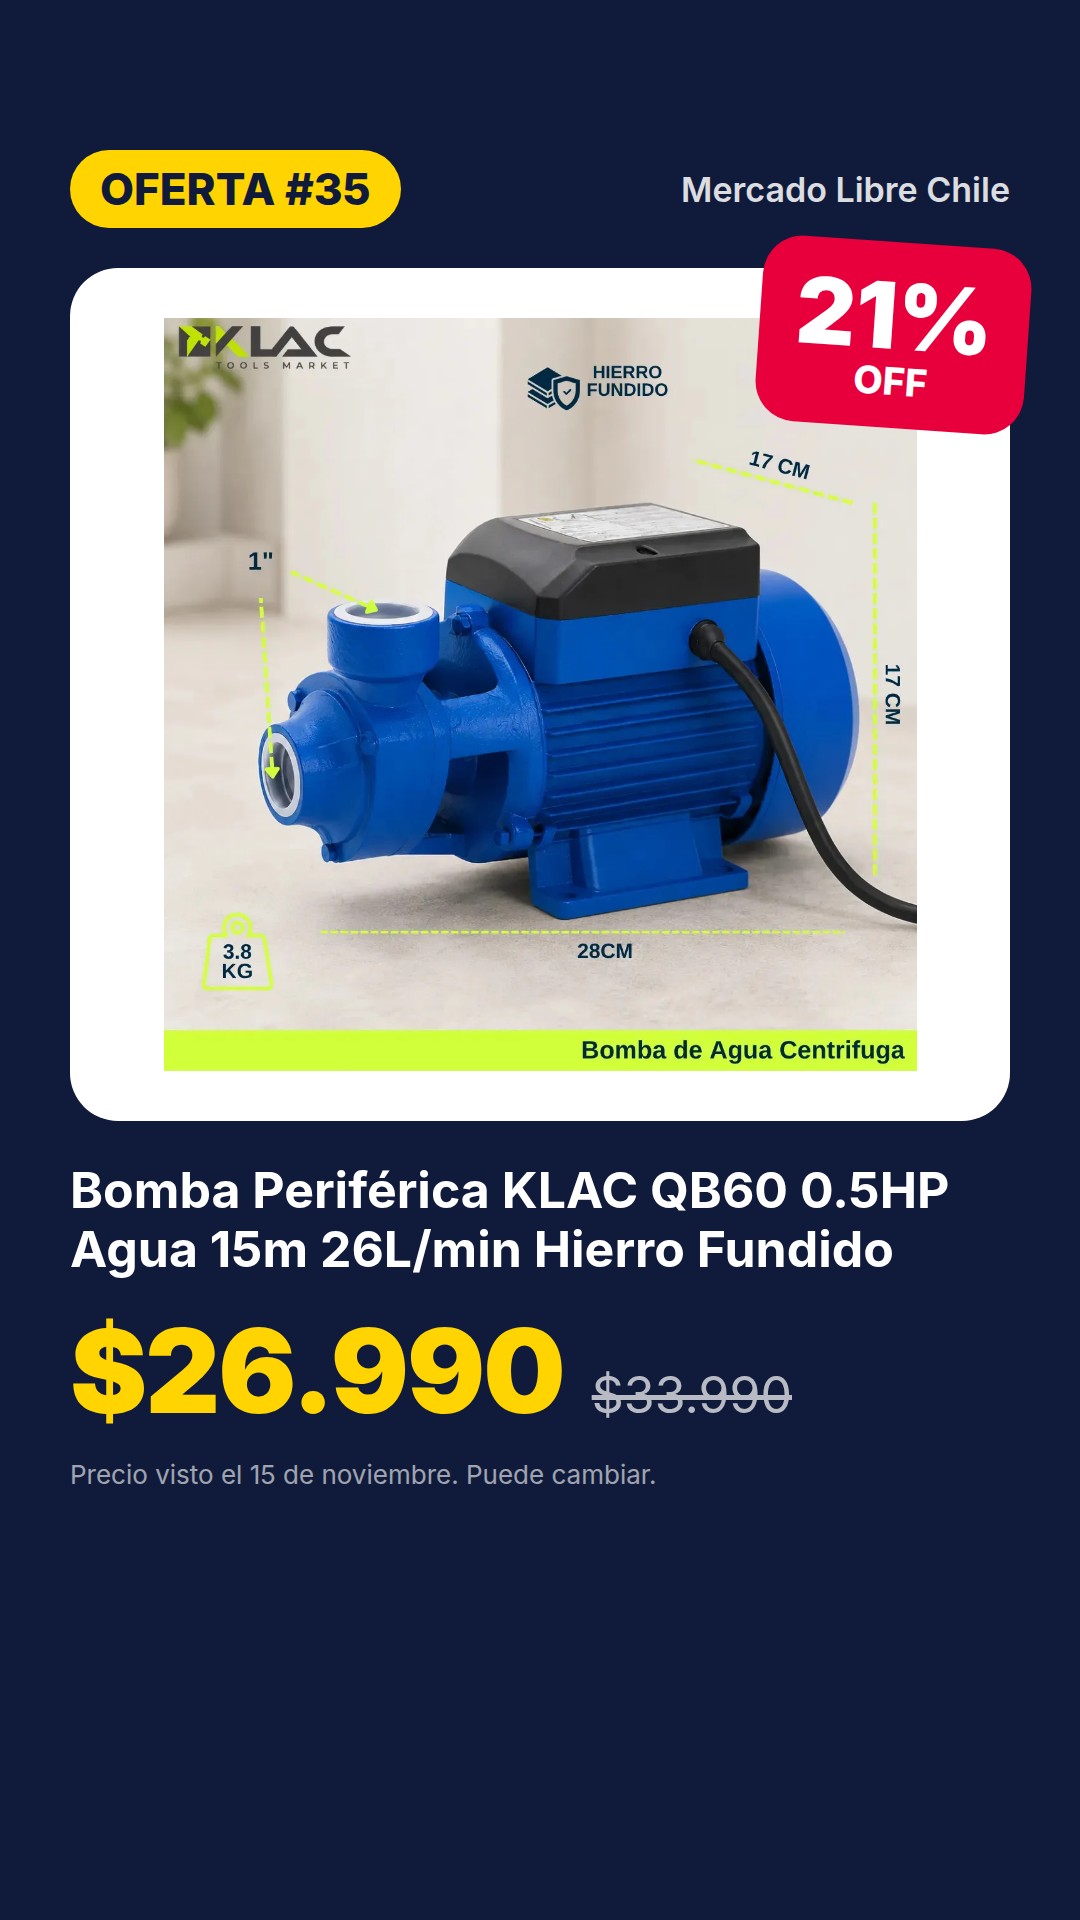 OFERTA #35
Mercado Libre Chile
21%
OFF
KLAC
TOOLS MARKET
HIERRO
FUNDIDO
17 CM
1"
17 CM
3.8
KG
28CM
Bomba de Agua Centrifuga
Bomba Periférica KLAC QB60 0.5HP
Agua 15m 26L/min Hierro Fundido
$26.990 $33.990
Precio visto el 15 de noviembre. Puede cambiar.